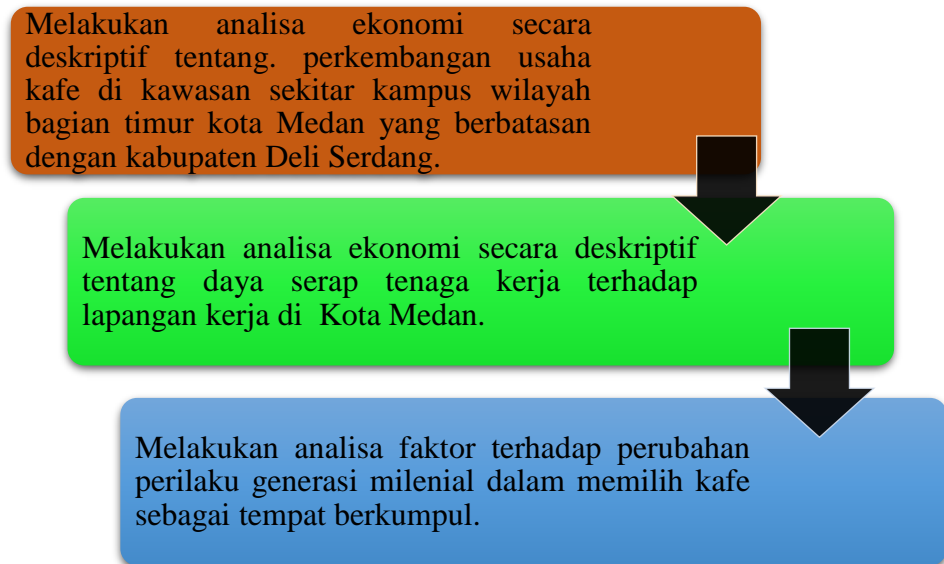 Melakukan analisa ekonomi secara
deskriptif tentang. perkembangan usaha
kafe di kawasan sekitar kampus wilayah
bagian timur kota Medan yang berbatasan
dengan kabupaten Deli Serdang.
Melakukan analisa ekonomi secara deskriptif
tentang daya serap tenaga kerja terhadap
lapangan kerja di Kota Medan.
Melakukan analisa faktor terhadap perubahan
perilaku generasi milenial dalam memilih kafe
sebagai tempat berkumpul.